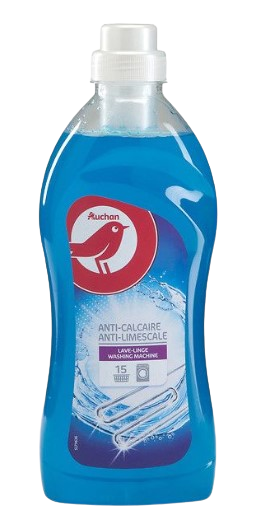 Auchan
ANTI-CALCAIRE
ANTI-LIMESCALE
LAVE-LINGE
WASHING MACHINE
15